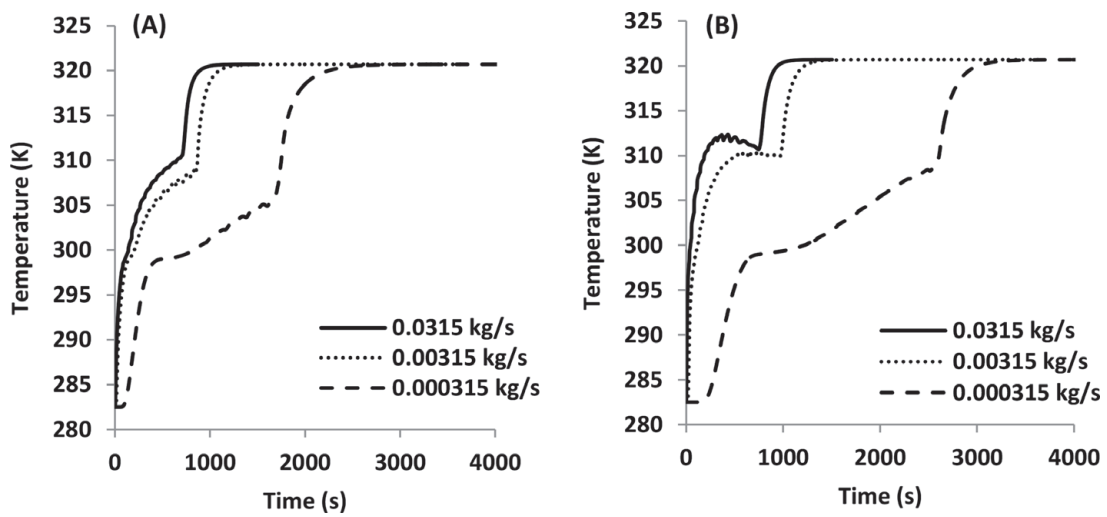 (A)
325
320
315
310
305
300
295
290
285
280
Temperature (K)
0.0315 kg/s
0.00315 kg/s
0.000315 kg/s
0 1000 2000 3000 4000
Time (s)
(B)
325
320
315
310
305
300
295
290
285
280
Temperature (K)
0.0315 kg/s
0.00315 kg/s
0.000315 kg/s
0 1000 2000 3000 4000
Time (s)